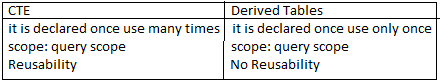 CTE Derived Tables
it is declared once use many times it is declared once use only once
scope: query scope scope: query scope
Reusability No Reusability